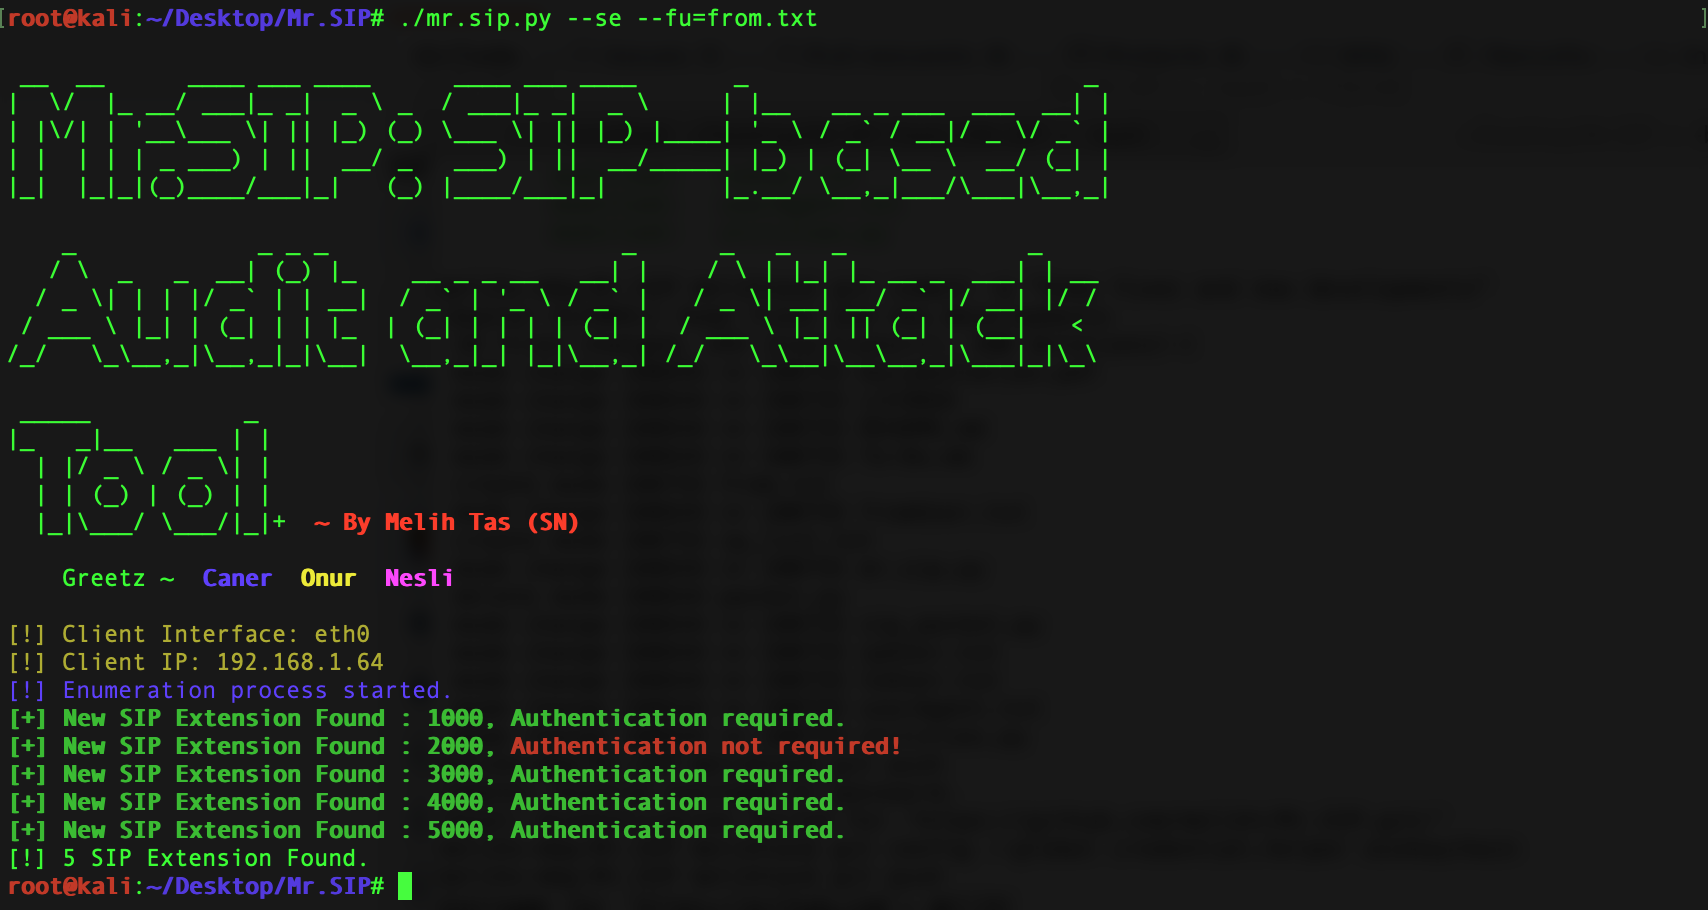 [root@kali:~/Desktop/Mr.SIP# ./mr.sip.py --se --fu=from.txt ]
Mr.SIP: SIP-based
Audit and Attack
Tool+ ~ By Melih Tas (SN)
Greetz ~ Caner Onur Nesli
[!] Client Interface: eth0
[!] Client IP: 192.168.1.64
[!] Enumeration process started.
[+] New SIP Extension Found : 1000, Authentication required.
[+] New SIP Extension Found : 2000, Authentication not required!
[+] New SIP Extension Found : 3000, Authentication required.
[+] New SIP Extension Found : 4000, Authentication required.
[+] New SIP Extension Found : 5000, Authentication required.
[!] 5 SIP Extension Found.
root@kali:~/Desktop/Mr.SIP#